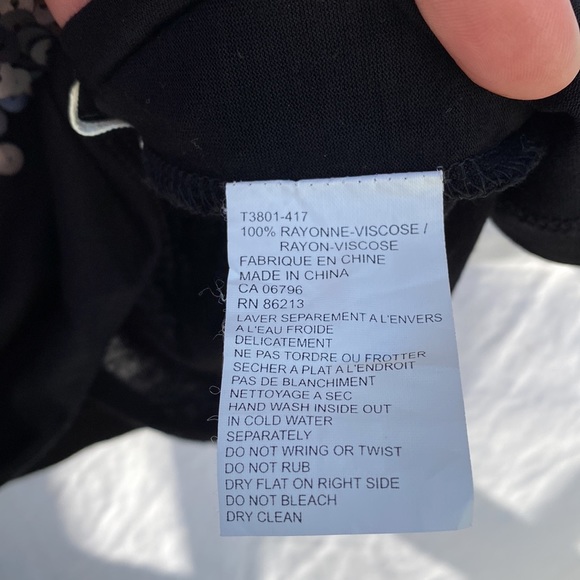 T3801-417
100% RAYONNE-VISCOSE /
RAYON-VISCOSE
FABRIQUE EN CHINE
MADE IN CHINA
CA 06796
RN 86213
LAVER SEPAREMENT A L'ENVERS
A L'EAU FROIDE
DELICATEMENT
NE PAS TORDRE OU FROTTER
SECHER A PLAT A L'ENDROIT
PAS DE BLANCHIMENT
NETTOYAGE A SEC
HAND WASH INSIDE OUT
IN COLD WATER
SEPARATELY
DO NOT WRING OR TWIST
DO NOT RUB
DRY FLAT ON RIGHT SIDE
DO NOT BLEACH
DRY CLEAN